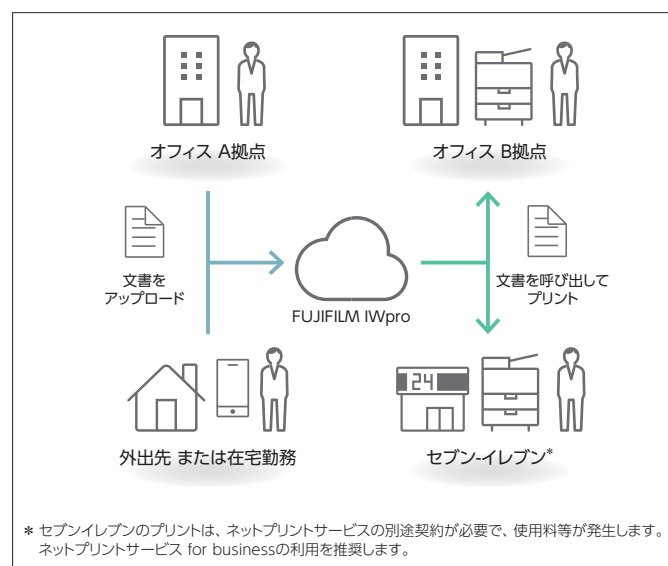 オフィス A拠点
オフィス B拠点
文書を
アップロード
FUJIFILM IWpro
文書を呼び出して
プリント
24
外出先 または在宅勤務
セブン-イレブン*
* セブンイレブンのプリントは、ネットプリントサービスの別途契約が必要で、使用料等が発生します。
ネットプリントサービス for businessの利用を推奨します。